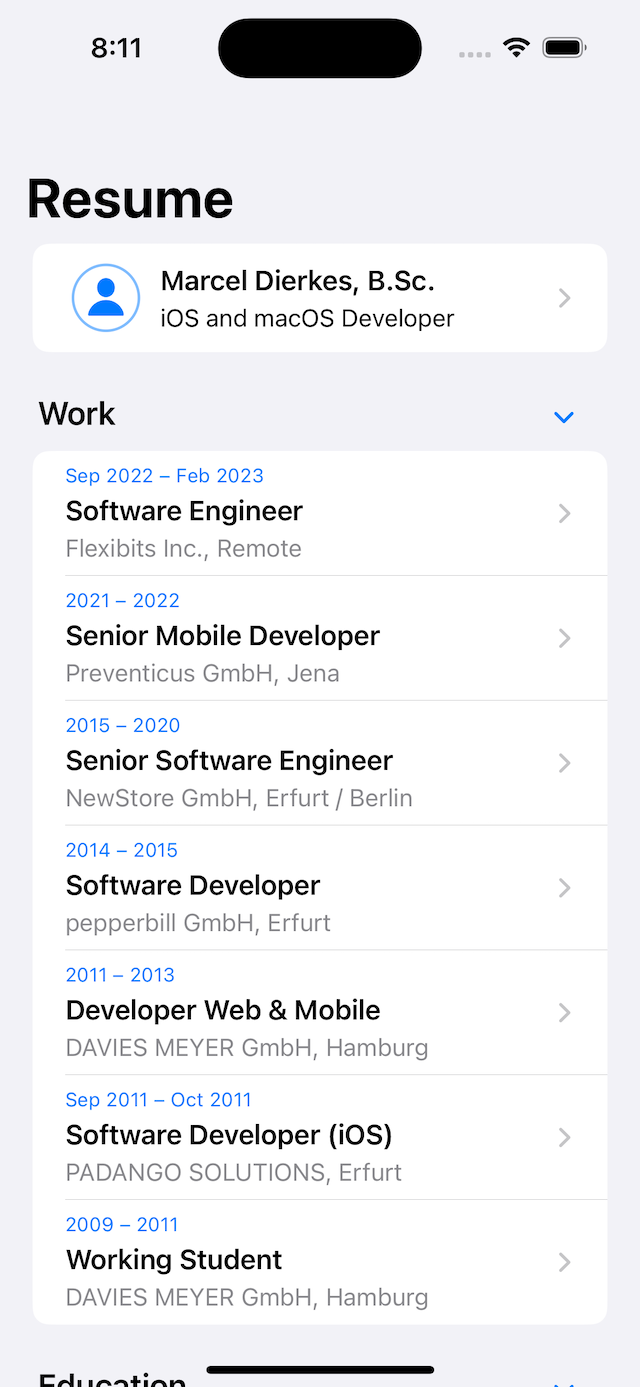 8:11
Resume
Marcel Dierkes, B.Sc.
iOS and macOS Developer
Work
Sep 2022 – Feb 2023
Software Engineer
Flexibits Inc., Remote
2021 – 2022
Senior Mobile Developer
Preventicus GmbH, Jena
2015 – 2020
Senior Software Engineer
NewStore GmbH, Erfurt / Berlin
2014 – 2015
Software Developer
pepperbill GmbH, Erfurt
2011 – 2013
Developer Web & Mobile
DAVIES MEYER GmbH, Hamburg
Sep 2011 – Oct 2011
Software Developer (iOS)
PADANGO SOLUTIONS, Erfurt
2009 – 2011
Working Student
DAVIES MEYER GmbH, Hamburg
Education